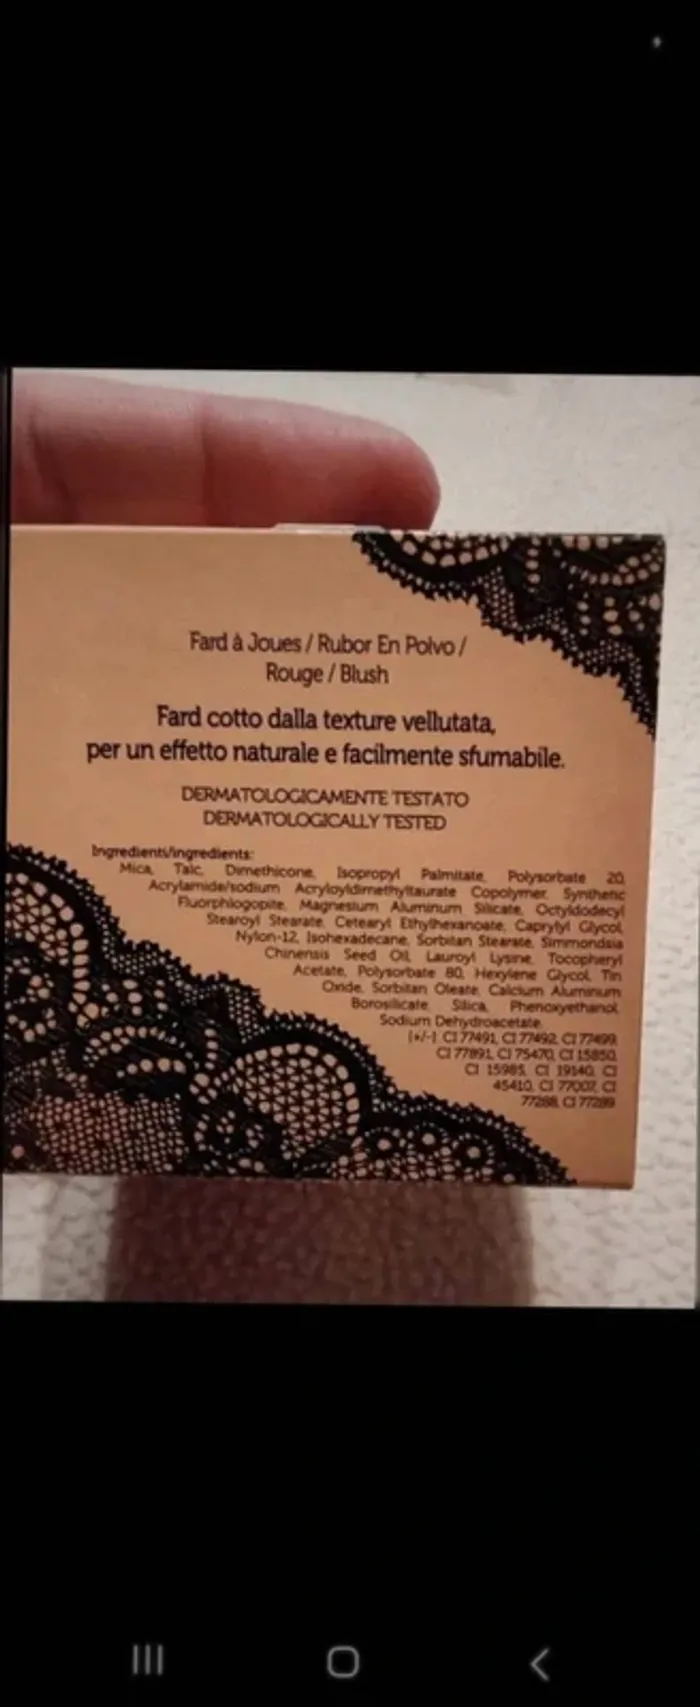 Fard à Joues / Rubor En Polvo /
Rouge / Blush
Fard cotto dalla texture vellutata,
per un effetto naturale e facilmente sfumabile.
DERMATOLOGICAMENTE TESTATO
DERMATOLOGICALLY TESTED
Ingredienti/ingredients:
Mica, Talc, Dimethicone, Isopropyl Palmitate, Polysorbate 20,
Acrylamide/sodium Acryloyldimethyltaurate Copolymer, Synthetic
Fluorphlogopite, Magnesium Aluminum Silicate, Octyldodecyl
Stearoyl Stearate, Cetearyl Ethylhexanoate, Caprylyl Glycol,
Nylon-12, Isohexadecane, Sorbitan Stearate, Simmondsia
Chinensis Seed Oil, Lauroyl Lysine, Tocopheryl
Acetate, Polysorbate 80, Hexylene Glycol, Tin
Oxide, Sorbitan Oleate, Calcium Aluminum
Borosilicate, Silica, Phenoxyethanol,
Sodium Dehydroacetate.
[+/-] CI 77491, CI 77492, CI 77499,
CI 77891, CI 75470, CI 15850,
CI 15985, CI 19140, CI
45410, CI 77007, CI
77288, CI 77289